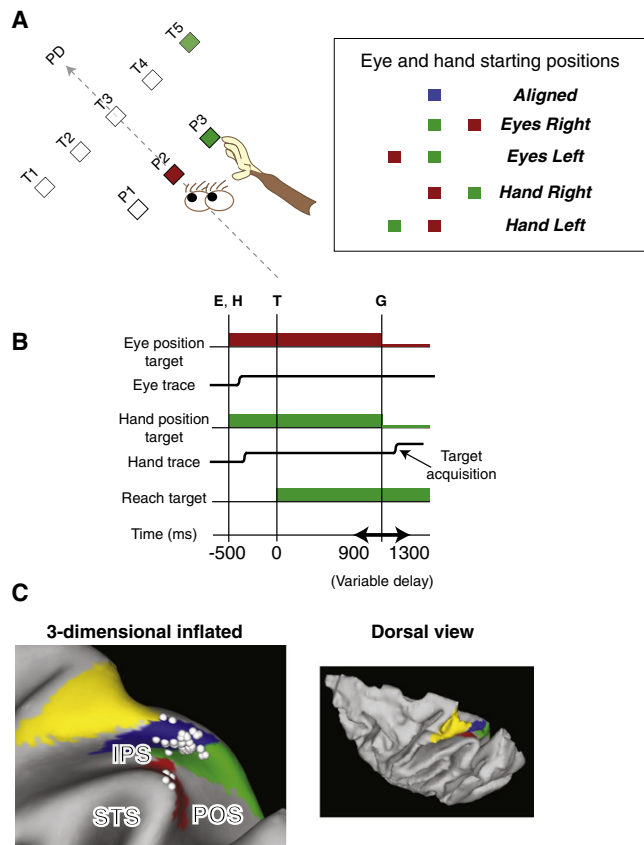 A
T5
PD
T4
T3
T2
T1
P3
P2
P1
Eye and hand starting positions
Aligned
Eyes Right
Eyes Left
Hand Right
Hand Left
B
E, H
T
G
Eye position
target
Eye trace
Hand position
target
Hand trace
Target
acquisition
Reach target
Time (ms)
-500
0
900
1300
(Variable delay)
C
3-dimensional inflated
Dorsal view
IPS
STS
POS